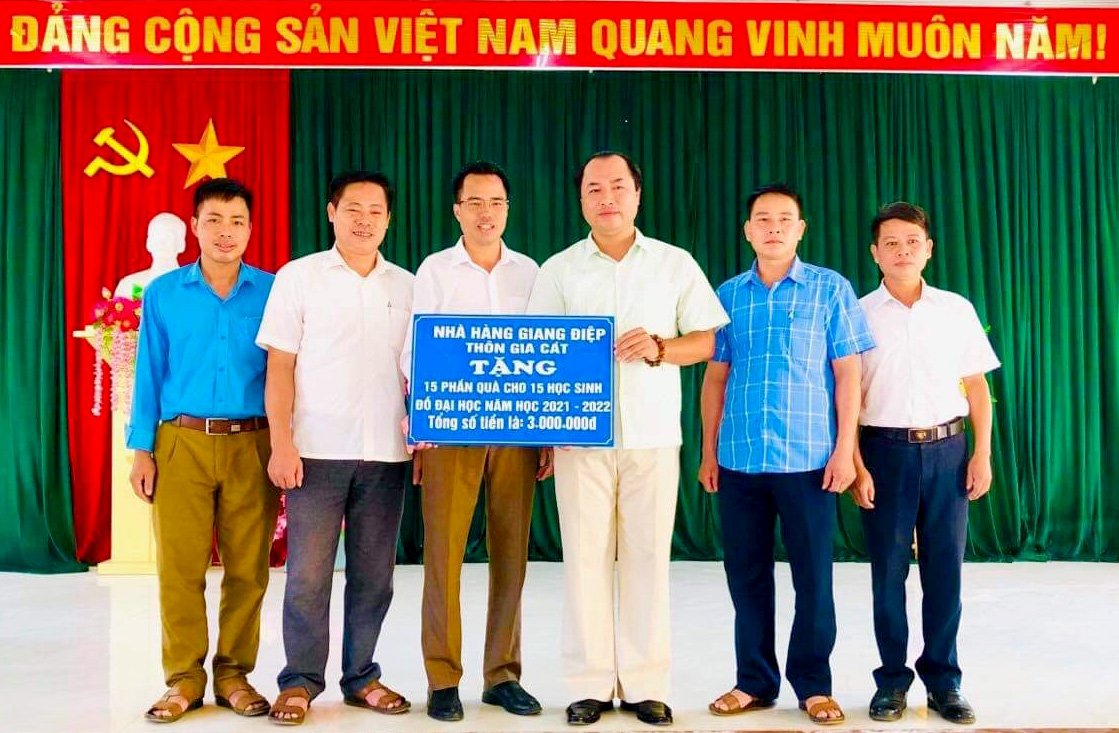 ĐẢNG CỘNG SẢN VIỆT NAM QUANG VINH MUÔN NĂM!
NHÀ HÀNG GIANG ĐIỆP
THÔN GIA CÁT
TẶNG
15 PHẦN QUÀ CHO 15 HỌC SINH
ĐỖ ĐẠI HỌC NĂM HỌC 2021 - 2022
Tổng số tiền là: 3.000.000đ